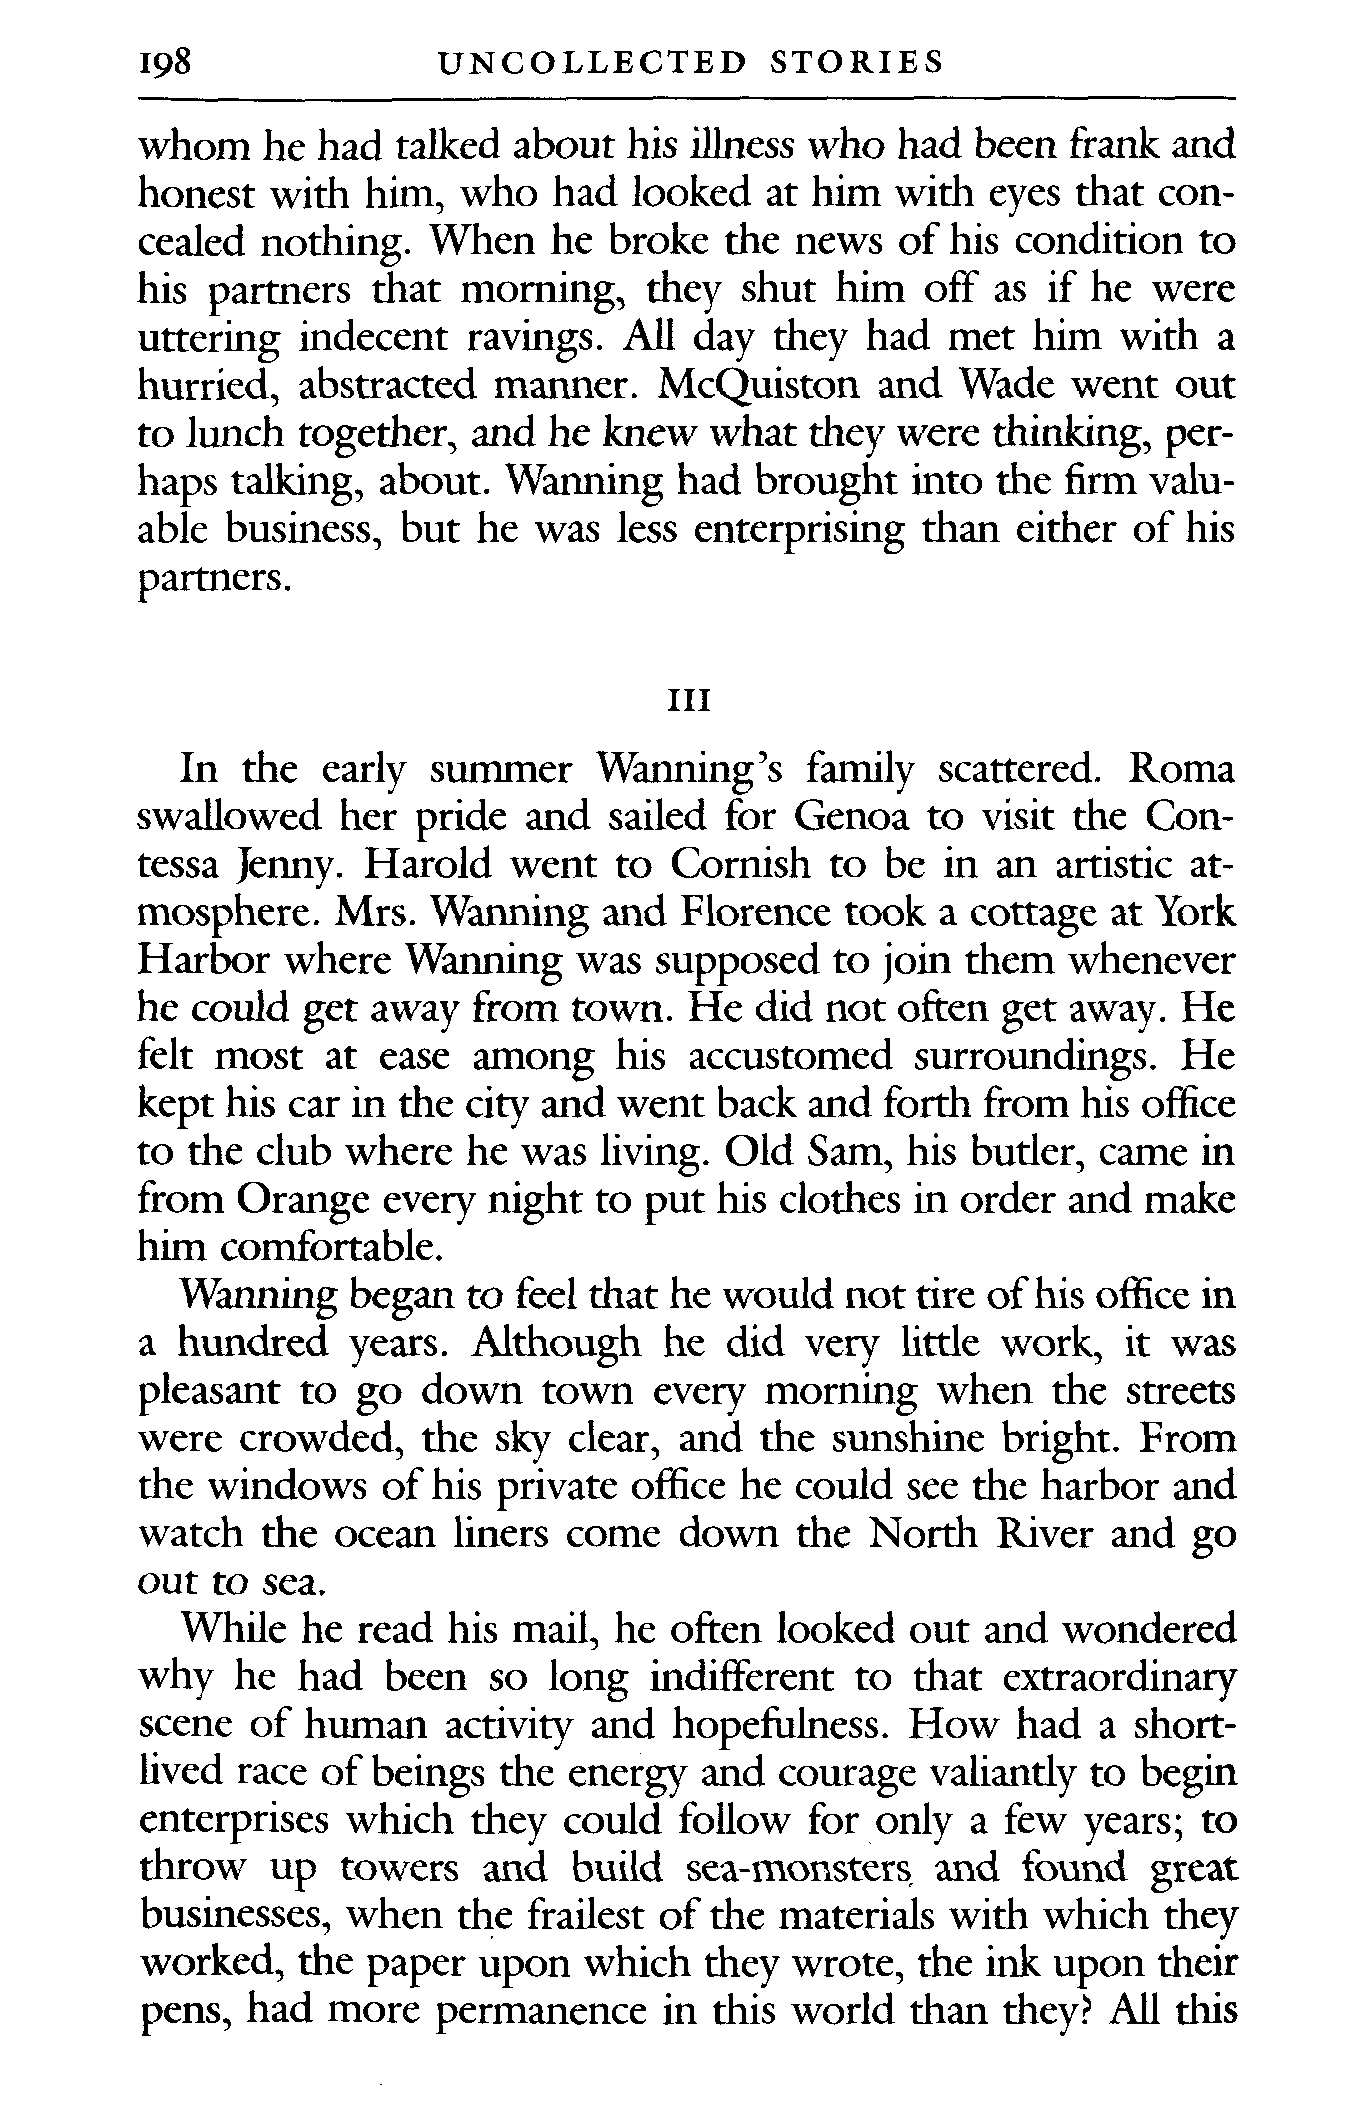 198 UNCOLLECTED STORIES
whom he had talked about his illness who had been frank and
honest with him, who had looked at him with eyes that con-
cealed nothing. When he broke the news of his condition to
his partners that morning, they shut him off as if he were
uttering indecent ravings. All day they had met him with a
hurried, abstracted manner. McQuiston and Wade went out
to lunch together, and he knew what they were thinking, per-
haps talking, about. Wanning had brought into the firm valu-
able business, but he was less enterprising than either of his
partners.
III
In the early summer Wanning's family scattered. Roma
swallowed her pride and sailed for Genoa to visit the Con-
tessa Jenny. Harold went to Cornish to be in an artistic at-
mosphere. Mrs. Wanning and Florence took a cottage at York
Harbor where Wanning was supposed to join them whenever
he could get away from town. He did not often get away. He
felt most at ease among his accustomed surroundings. He
kept his car in the city and went back and forth from his office
to the club where he was living. Old Sam, his butler, came in
from Orange every night to put his clothes in order and make
him comfortable.
Wanning began to feel that he would not tire of his office in
a hundred years. Although he did very little work, it was
pleasant to go down town every morning when the streets
were crowded, the sky clear, and the sunshine bright. From
the windows of his private office he could see the harbor and
watch the ocean liners come down the North River and go
out to sea.
While he read his mail, he often looked out and wondered
why he had been so long indifferent to that extraordinary
scene of human activity and hopefulness. How had a short-
lived race of beings the energy and courage valiantly to begin
enterprises which they could follow for only a few years; to
throw up towers and build sea-monsters and found great
businesses, when the frailest of the materials with which they
worked, the paper upon which they wrote, the ink upon their
pens, had more permanence in this world than they? All this